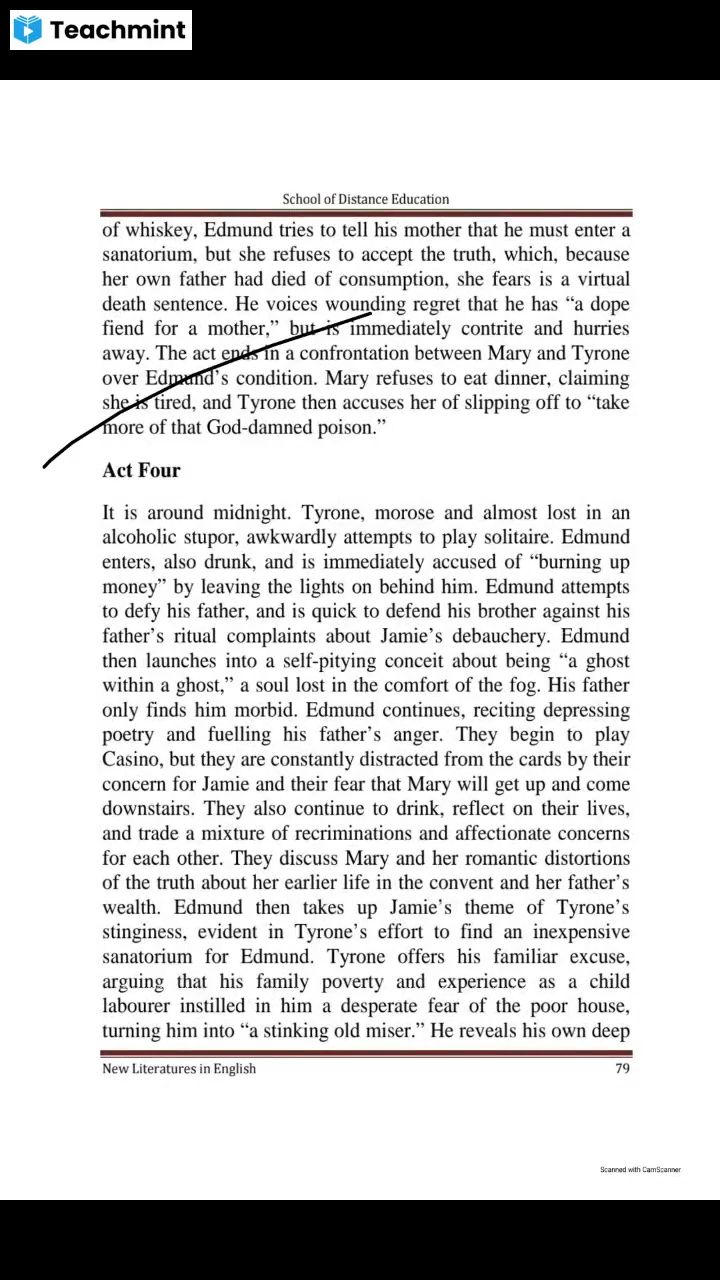 Teachmint
School of Distance Education
of whiskey, Edmund tries to tell his mother that he must enter a
sanatorium, but she refuses to accept the truth, which, because
her own father had died of consumption, she fears is a virtual
death sentence. He voices wounding regret that he has “a dope
fiend for a mother,” but is immediately contrite and hurries
away. The act ends in a confrontation between Mary and Tyrone
over Edmund’s condition. Mary refuses to eat dinner, claiming
she is tired, and Tyrone then accuses her of slipping off to “take
more of that God-damned poison.”
Act Four
It is around midnight. Tyrone, morose and almost lost in an
alcoholic stupor, awkwardly attempts to play solitaire. Edmund
enters, also drunk, and is immediately accused of “burning up
money” by leaving the lights on behind him. Edmund attempts
to defy his father, and is quick to defend his brother against his
father’s ritual complaints about Jamie’s debauchery. Edmund
then launches into a self-pitying conceit about being “a ghost
within a ghost,” a soul lost in the comfort of the fog. His father
only finds him morbid. Edmund continues, reciting depressing
poetry and fuelling his father’s anger. They begin to play
Casino, but they are constantly distracted from the cards by their
concern for Jamie and their fear that Mary will get up and come
downstairs. They also continue to drink, reflect on their lives,
and trade a mixture of recriminations and affectionate concerns
for each other. They discuss Mary and her romantic distortions
of the truth about her earlier life in the convent and her father’s
wealth. Edmund then takes up Jamie’s theme of Tyrone’s
stinginess, evident in Tyrone’s effort to find an inexpensive
sanatorium for Edmund. Tyrone offers his familiar excuse,
arguing that his family poverty and experience as a child
labourer instilled in him a desperate fear of the poor house,
turning him into “a stinking old miser.” He reveals his own deep
New Literatures in English 79
Scanned with CamScanner